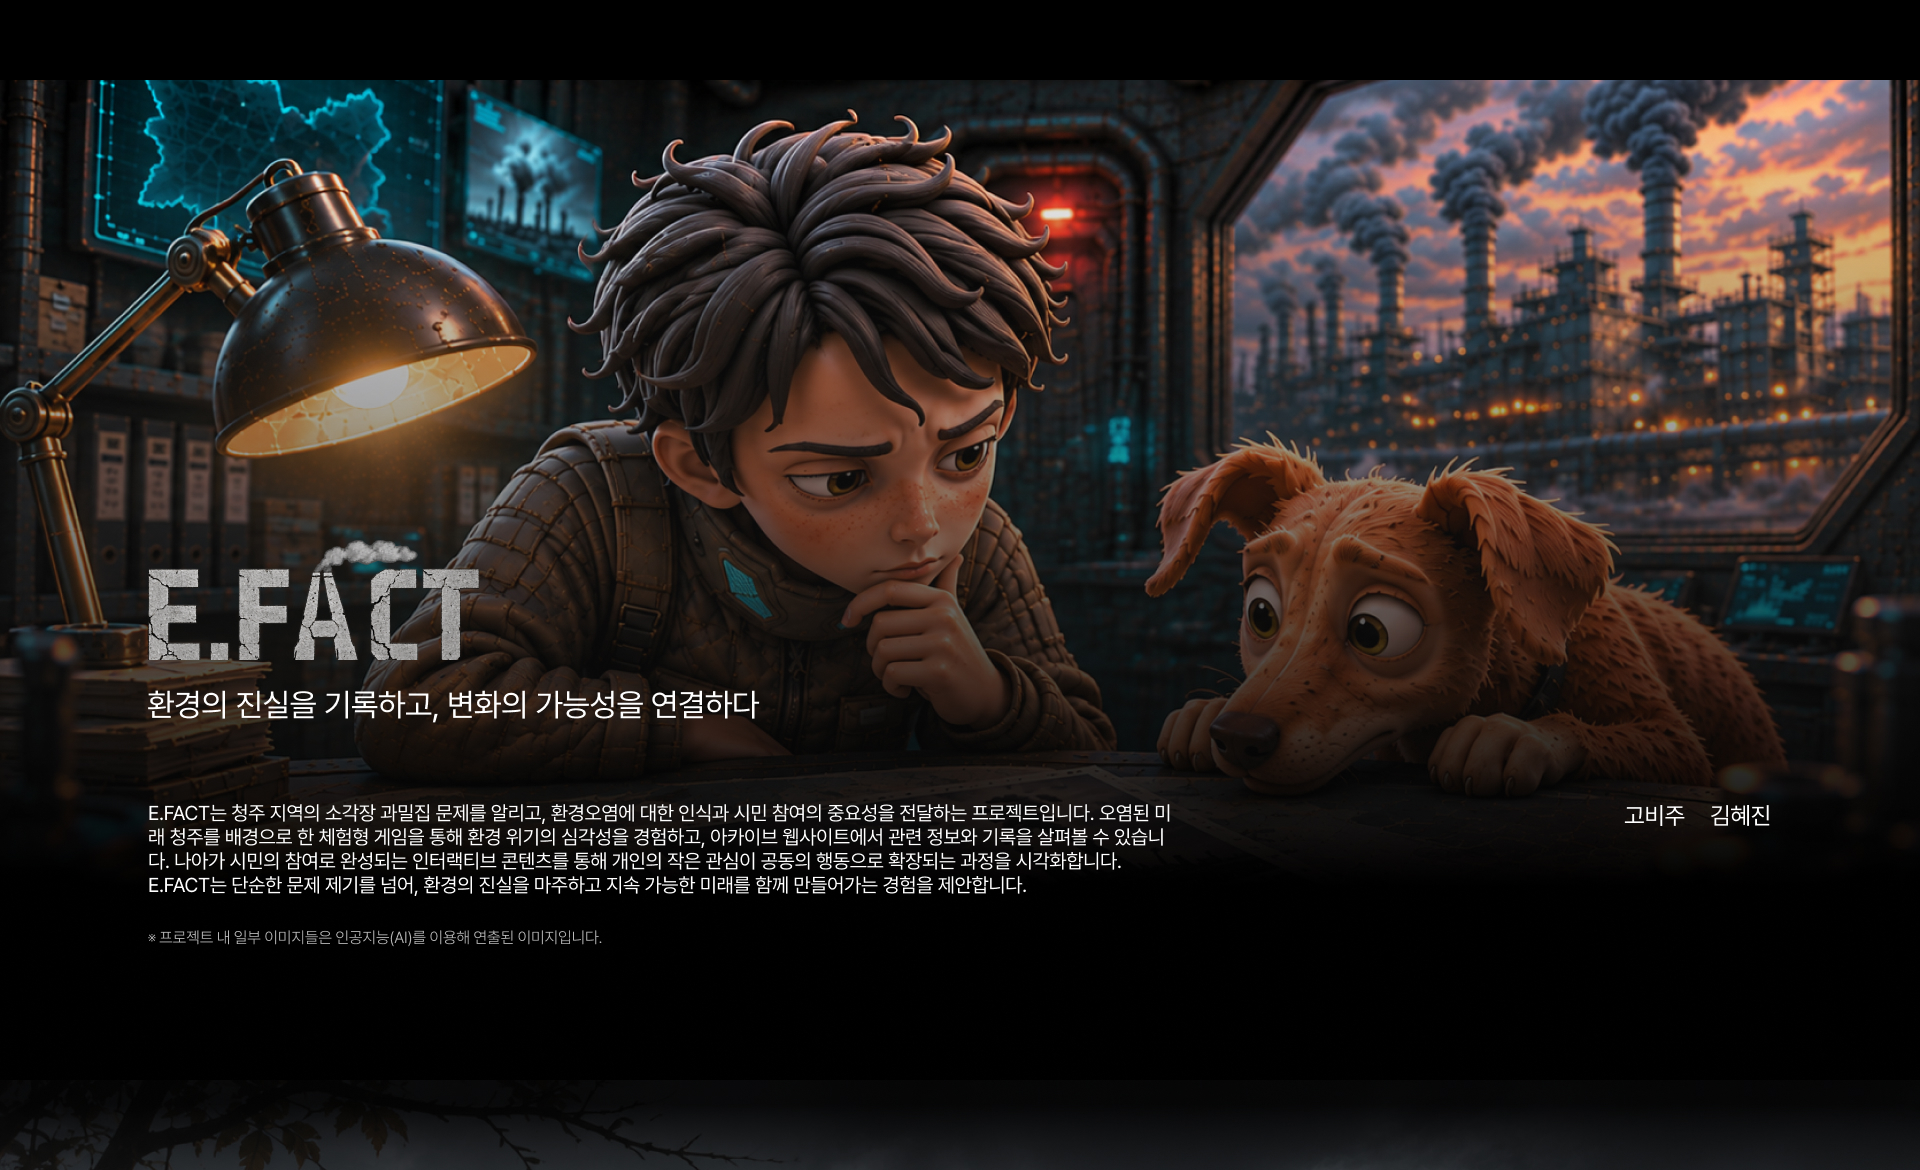 E.FACT
환경의 진실을 기록하고, 변화의 가능성을 연결하다
E.FACT는 청주 지역의 소각장 과밀집 문제를 알리고, 환경오염에 대한 인식과 시민 참여의 중요성을 전달하는 프로젝트입니다. 오염된 미
래 청주를 배경으로 한 체험형 게임을 통해 환경 위기의 심각성을 경험하고, 아카이브 웹사이트에서 관련 정보와 기록을 살펴볼 수 있습니
다. 나아가 시민의 참여로 완성되는 인터랙티브 콘텐츠를 통해 개인의 작은 관심이 공동의 행동으로 확장되는 과정을 시각화합니다.
E.FACT는 단순한 문제 제기를 넘어, 환경의 진실을 마주하고 지속 가능한 미래를 함께 만들어가는 경험을 제안합니다.
고비주 김혜진
※ 프로젝트 내 일부 이미지들은 인공지능(AI)를 이용해 연출된 이미지입니다.